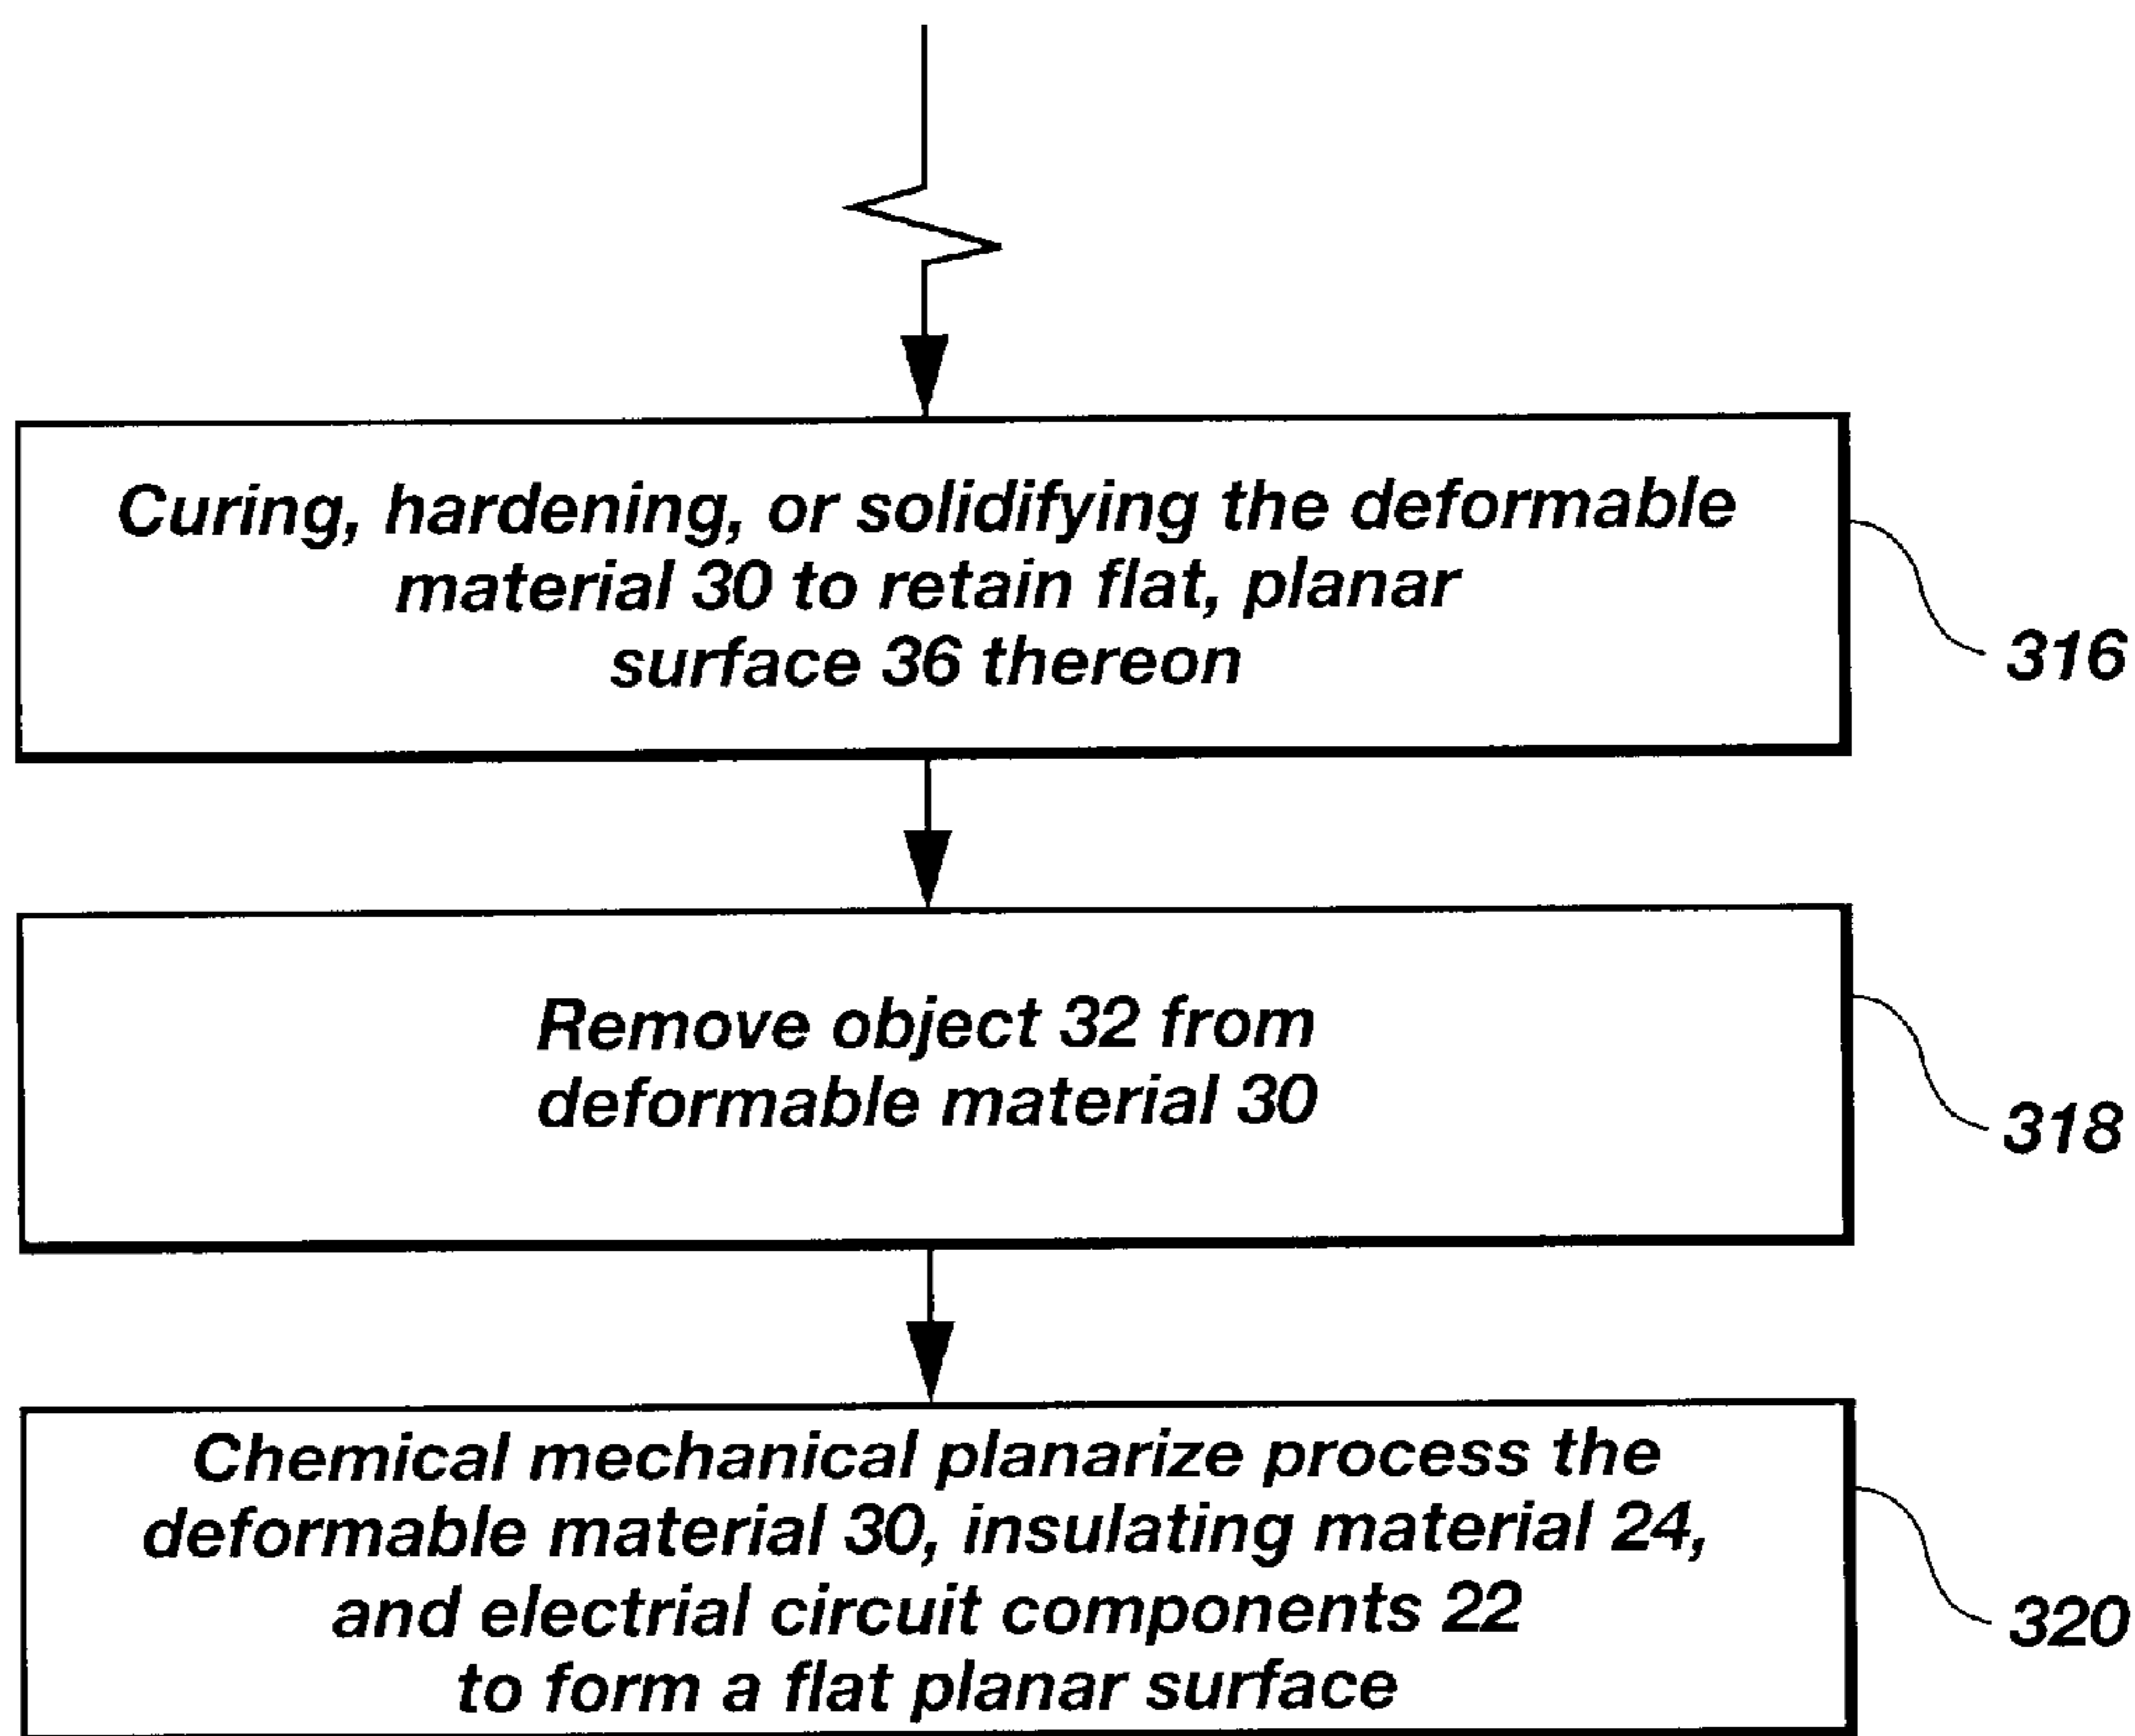 Curing, hardening, or solidifying the deformable
material 30 to retain flat, planar
surface 36 thereon
316
Remove object 32 from
deformable material 30
318
Chemical mechanical planarize process the
deformable material 30, insulating material 24,
and electrial circuit components 22
to form a flat planar surface
320